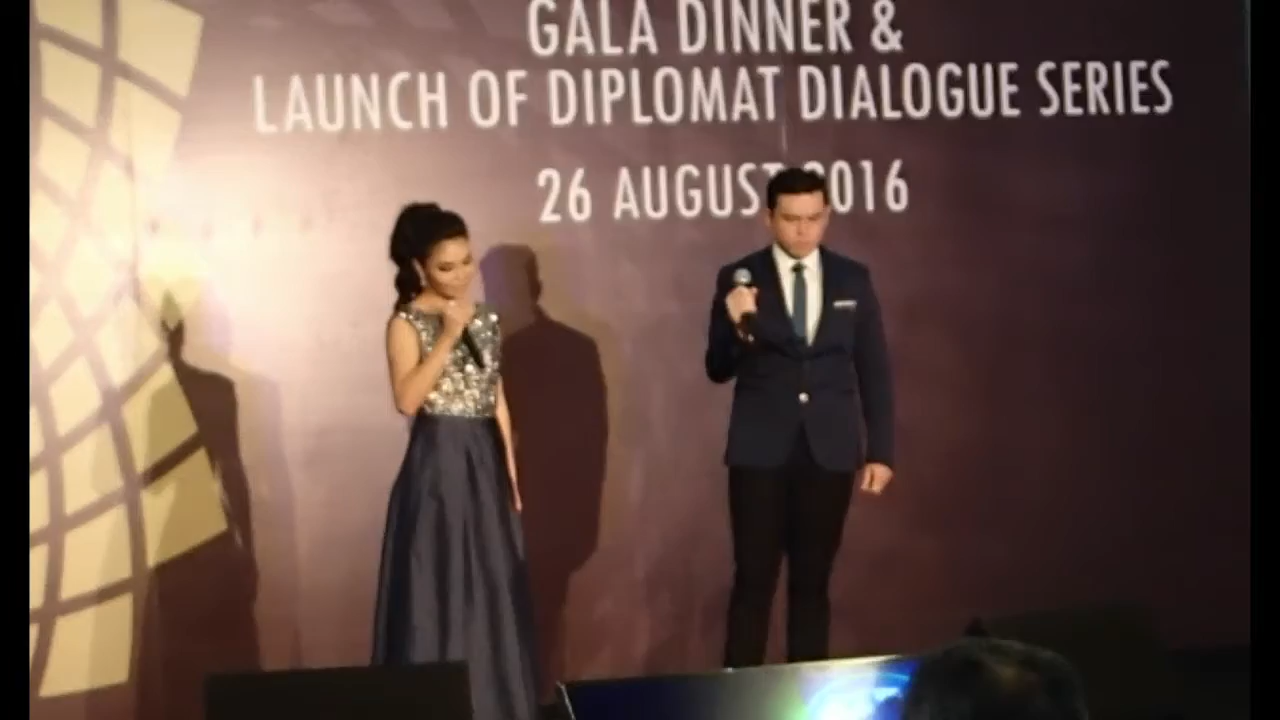 GALA DINNER &
LAUNCH OF DIPLOMAT DIALOGUE SERIES
26 AUGUST 2016